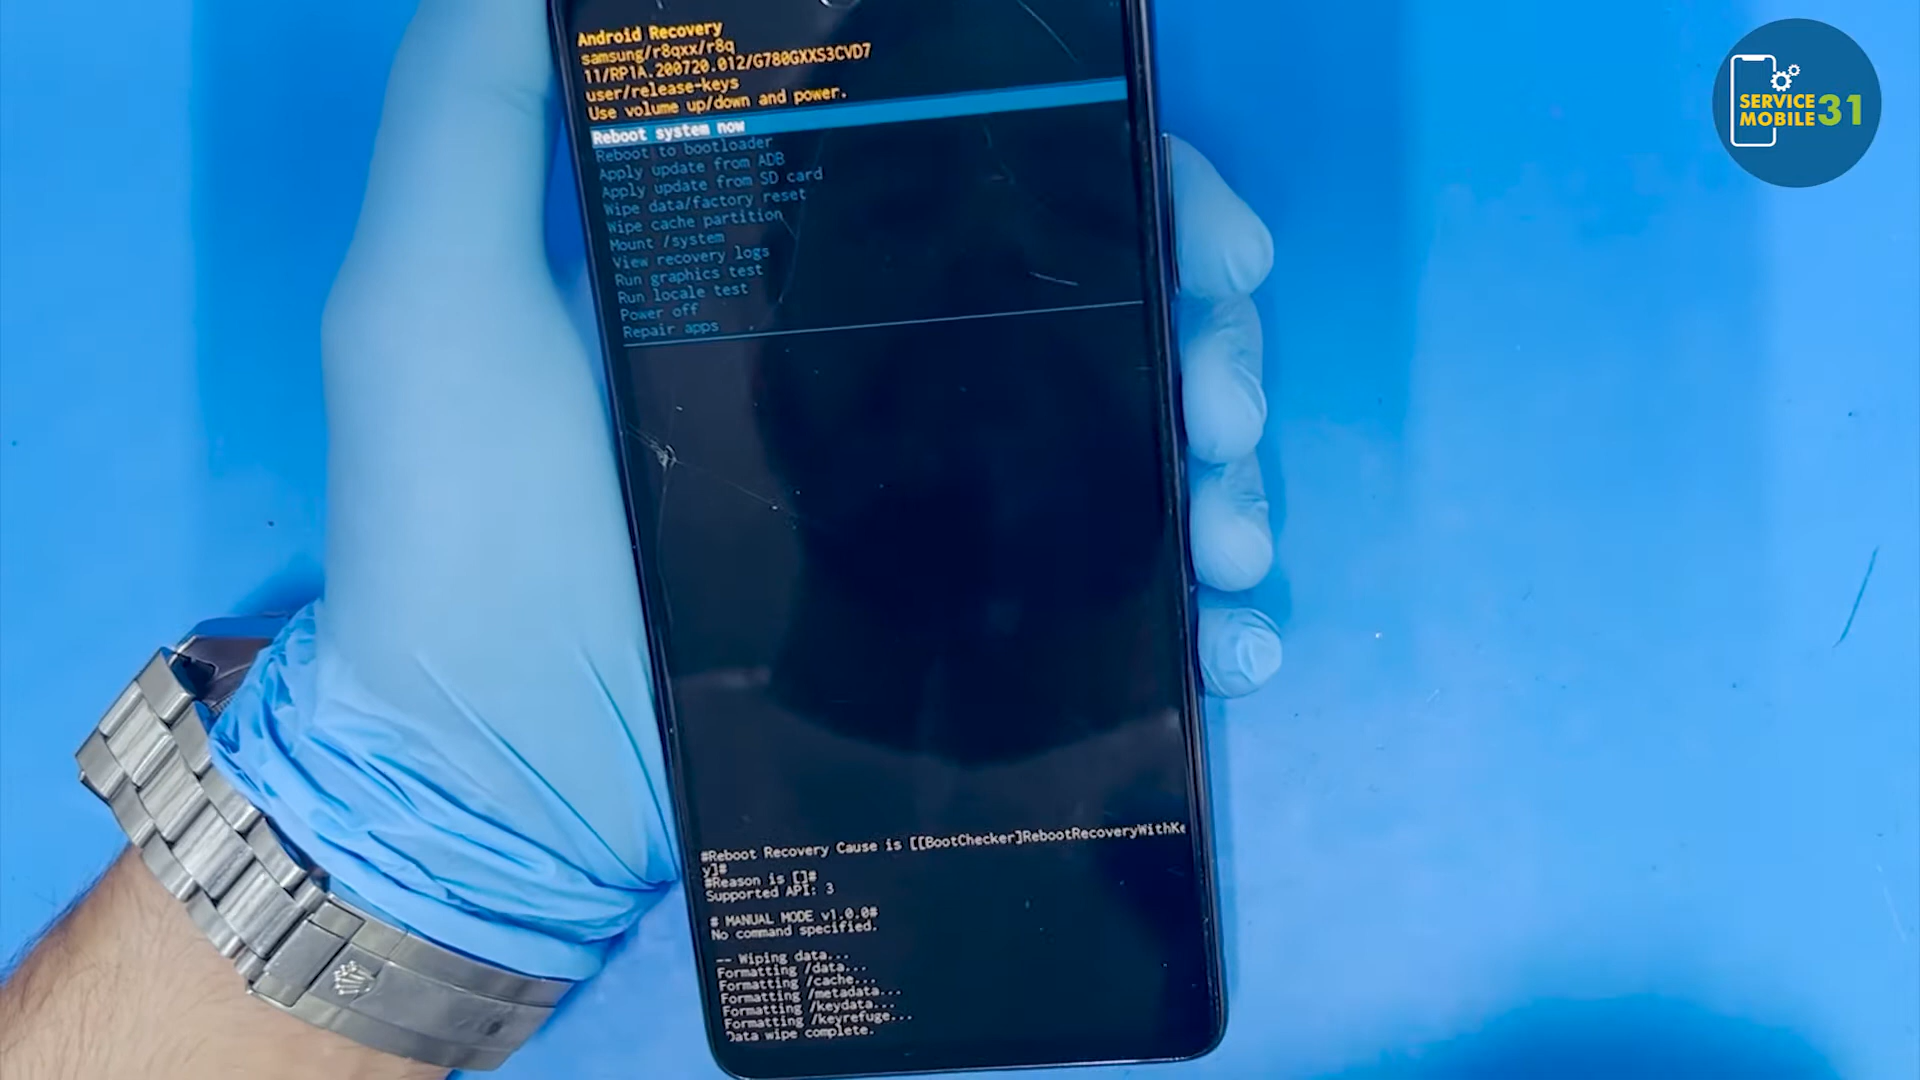 Android Recovery
samsung/r8qxx/r8q
11/RP1A.200720.012/G780GXXS3CVD7
user/release-keys
Use volume up/down and power.
Reboot system now
Reboot to bootloader
Apply update from ADB
Apply update from SD card
Wipe data/factory reset
Wipe cache partition
Mount /system
View recovery logs
Run graphics test
Run locale test
Power off
Repair apps
#Reboot Recovery Cause is [[BootChecker]RebootRecoveryWithKe
y]#
#Reason is []#
Supported API: 3
# MANUAL MODE v1.0.0#
No command specified.
-- Wiping data...
Formatting /data...
Formatting /cache...
Formatting /metadata...
Formatting /keydata...
Formatting /keyrefuge...
Data wipe complete.
SERVICE
MOBILE 31